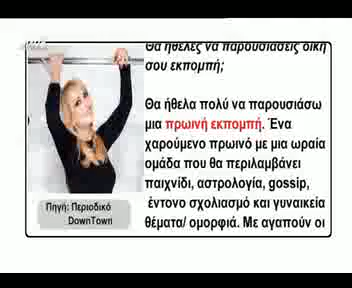 Θα ήθελες να παρουσιάσεις δική
σου εκπομπή;
Θα ήθελα πολύ να παρουσιάσω
μια πρωινή εκπομπή. Ένα
χαρούμενο πρωινό με μια ωραία
ομάδα που θα περιλαμβάνει
παιχνίδι, αστρολογία, gossip,
έντονο σχολιασμό και γυναικεία
θέματα/ ομορφιά. Με αγαπούν οι
Πηγή: Περιοδικό
DownTown